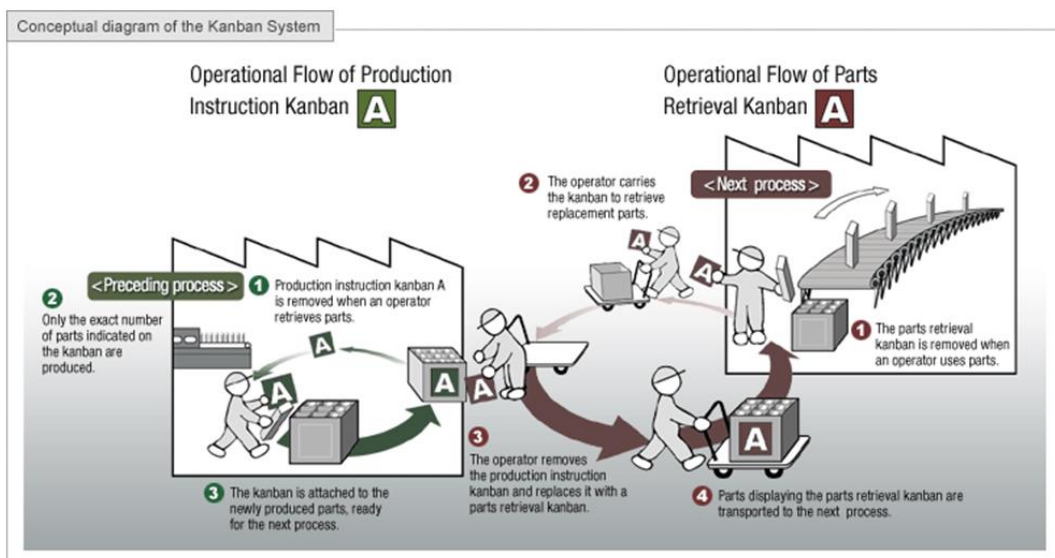 Conceptual diagram of the Kanban System
Operational Flow of Production
Instruction Kanban A
Operational Flow of Parts
Retrieval Kanban A
<Preceding process>
1 Production instruction kanban A
is removed when an operator
retrieves parts.
2
Only the exact number
of parts indicated on
the kanban are
produced.
A
A
A
A
3 The kanban is attached to the
newly produced parts, ready
for the next process.
<Next process>
2 The operator carries
the kanban to retrieve
replacement parts.
A
A
1 The parts retrieval
kanban is removed when
an operator uses parts.
3
The operator removes
the production instruction
kanban and replaces it with a
parts retrieval kanban.
A
4 Parts displaying the parts retrieval kanban are
transported to the next process.